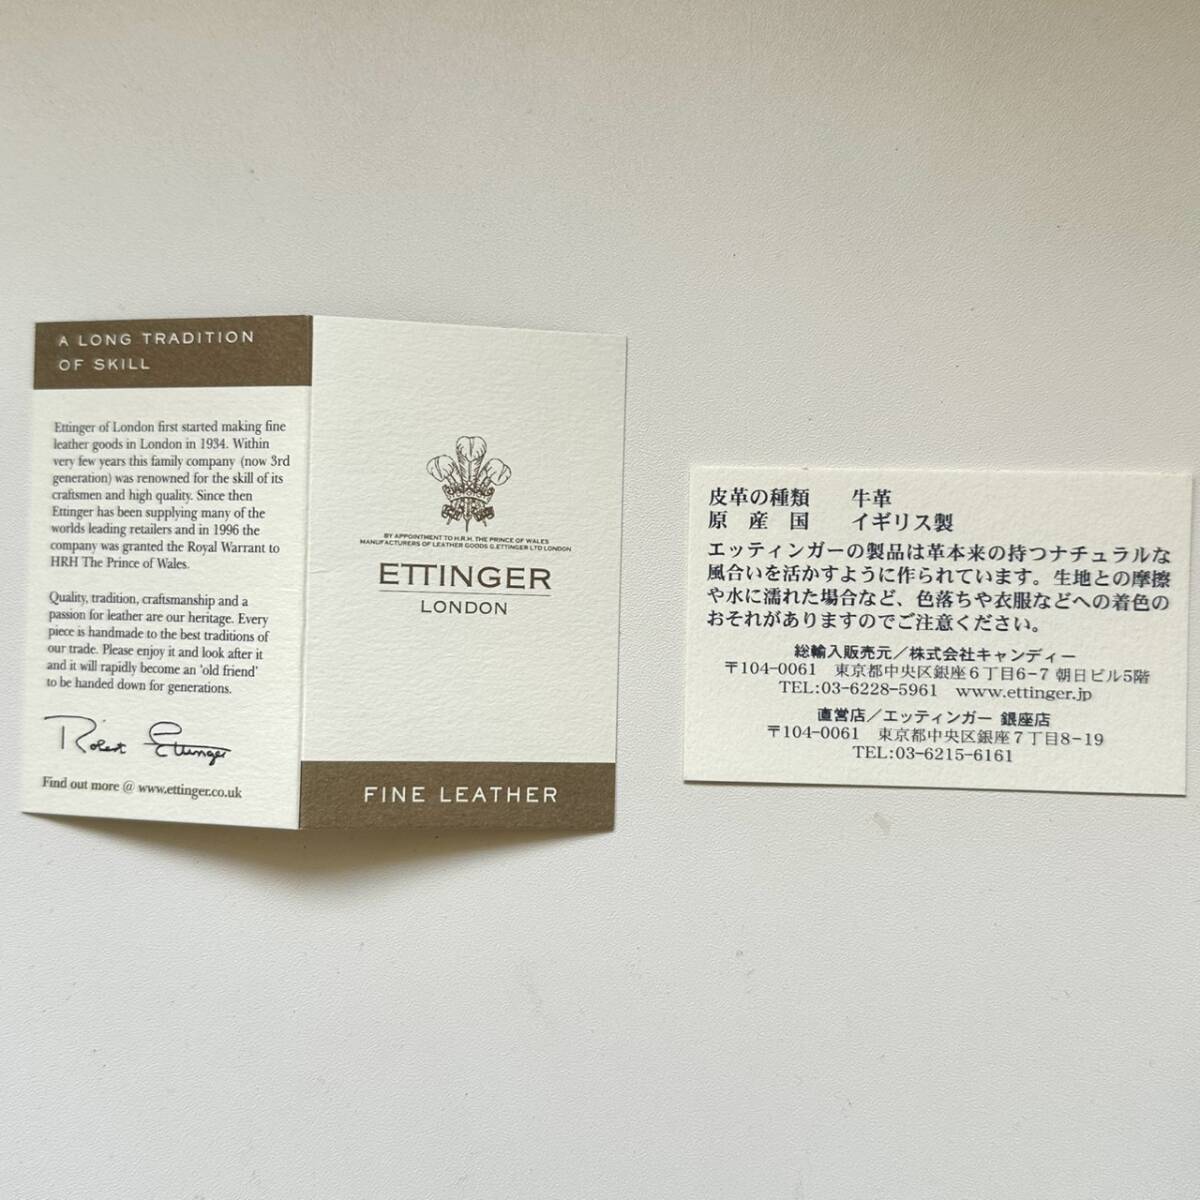 A LONG TRADITION
OF SKILL
Ettinger of London first started making fine
leather goods in London in 1934. Within
very few years this family company (now 3rd
generation) was renowned for the skill of its
craftsmen and high quality. Since then
Ettinger has been supplying many of the
worlds leading retailers and in 1996 the
company was granted the Royal Warrant to
HRH The Prince of Wales.
Quality, tradition, craftsmanship and a
passion for leather are our heritage. Every
piece is handmade to the best traditions of
our trade. Please enjoy it and look after it
and it will rapidly become an 'old friend'
to be handed down for generations.
Robert Ettinger
Find out more @ www.ettinger.co.uk
BY APPOINTMENT TO H.R.H. THE PRINCE OF WALES
MANUFACTURERS OF LEATHER GOODS G.ETTINGER LTD LONDON
ETTINGER
LONDON
FINE LEATHER
皮革の種類 牛革
原産国 イギリス製
エッティンガーの製品は革本来の持つナチュラルな
風合いを活かすように作られています。生地との摩擦
や水に濡れた場合など、色落ちや衣服などへの着色の
おそれがありますのでご注意ください。
総輸入販売元/株式会社キャンディー
〒104-0061 東京都中央区銀座6丁目6-7 朝日ビル5階
TEL:03-6228-5961 www.ettinger.jp
直営店/エッティンガー 銀座店
〒104-0061 東京都中央区銀座7丁目8-19
TEL:03-6215-6161